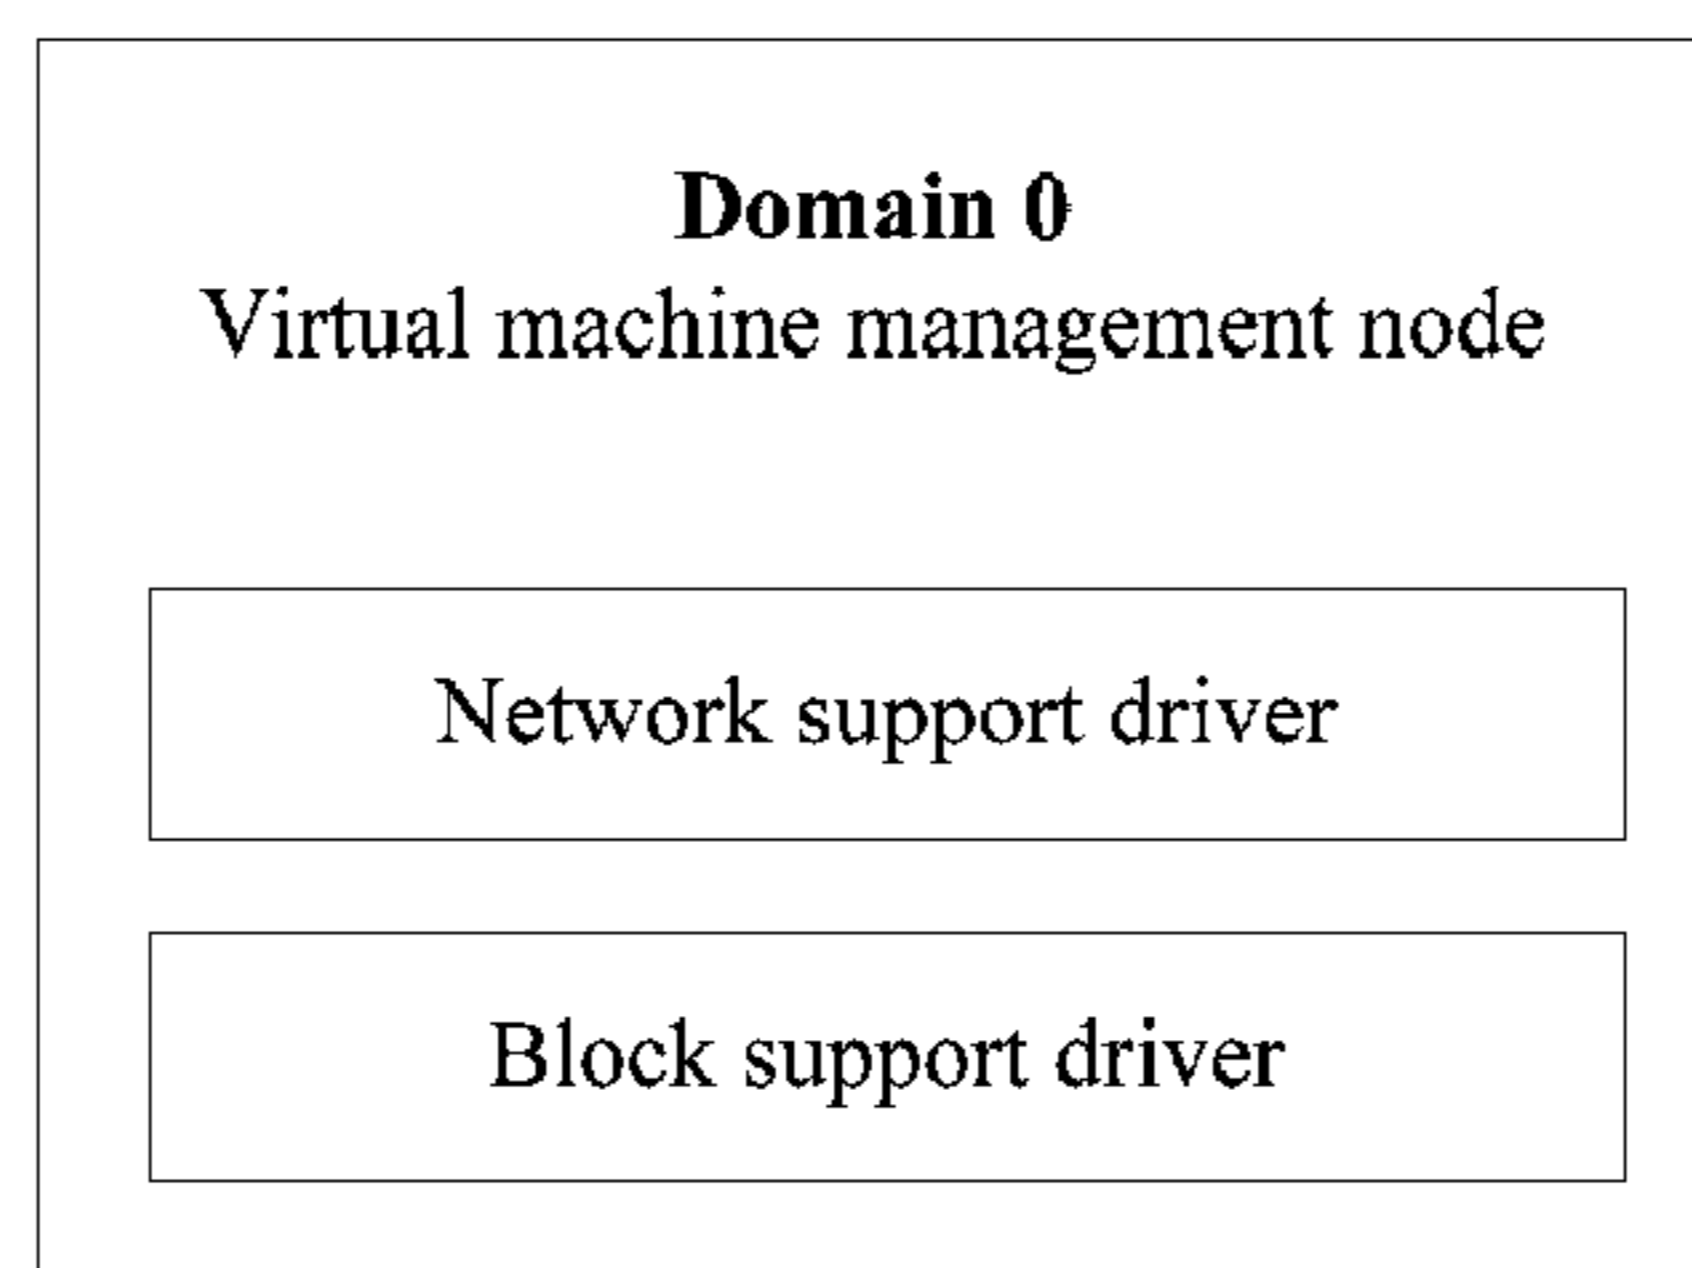 Domain 0
Virtual machine management node
Network support driver
Block support driver